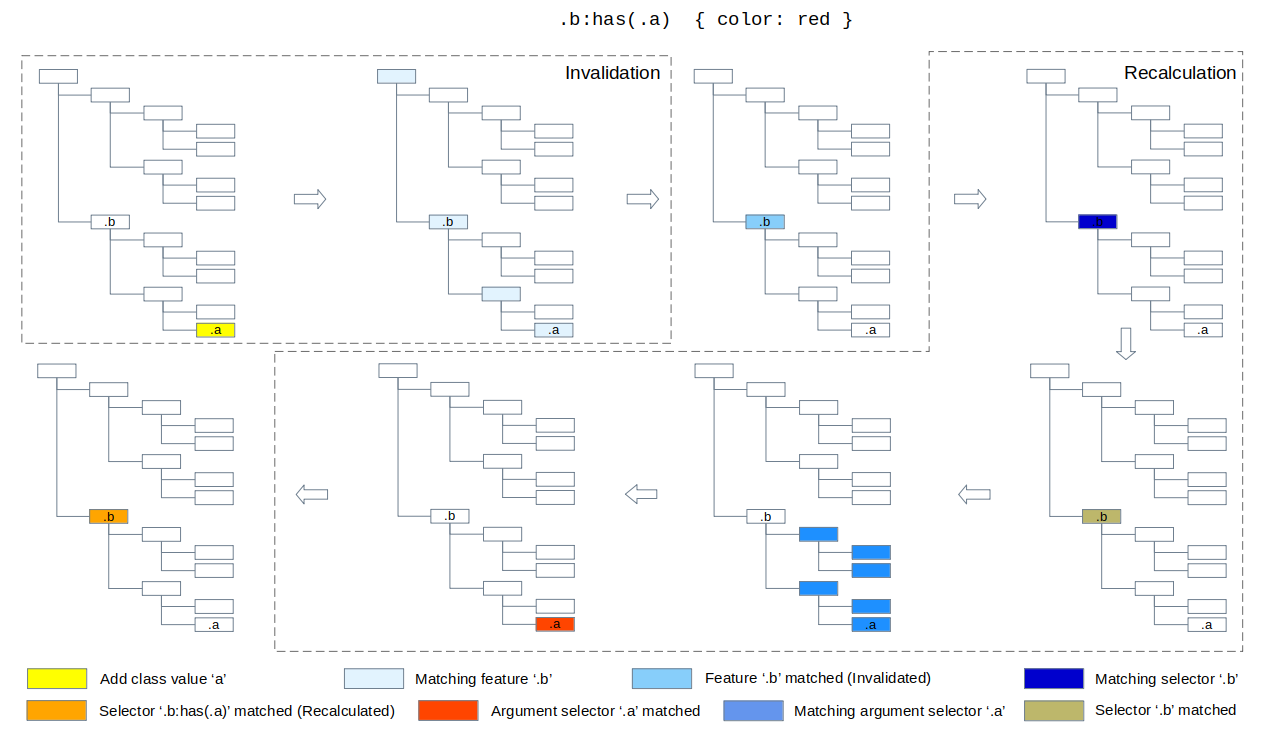 .b:has(.a)  { color: red }
Invalidation
Recalculation
.b
.b
.b
.b
.a
.a
.a
.a
.b
.b
.b
.b
.a
.a
.a
.a
Add class value ‘a’
Matching feature ‘.b’
Feature ‘.b’ matched (Invalidated)
Matching selector ‘.b’
Selector ‘.b:has(.a)’ matched (Recalculated)
Argument selector ‘.a’ matched
Matching argument selector ‘.a’
Selector ‘.b’ matched